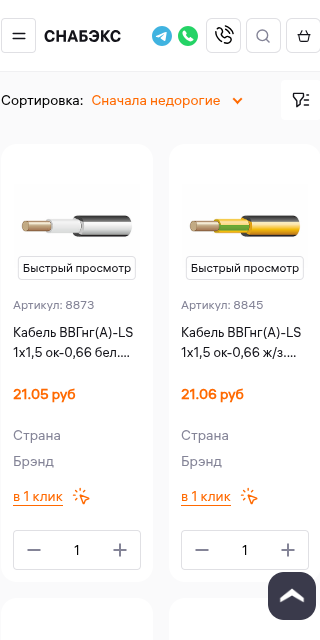 СНАБЭКС
Сортировка: Сначала недорогие
Быстрый просмотр
Артикул: 8873
Кабель ВВГнг(А)-LS
1х1,5 ок-0,66 бел....
21.05 руб
Страна
Брэнд
в 1 клик
1
Быстрый просмотр
Артикул: 8845
Кабель ВВГнг(А)-LS
1х1,5 ок-0,66 ж/з....
21.06 руб
Страна
Брэнд
в 1 клик
1